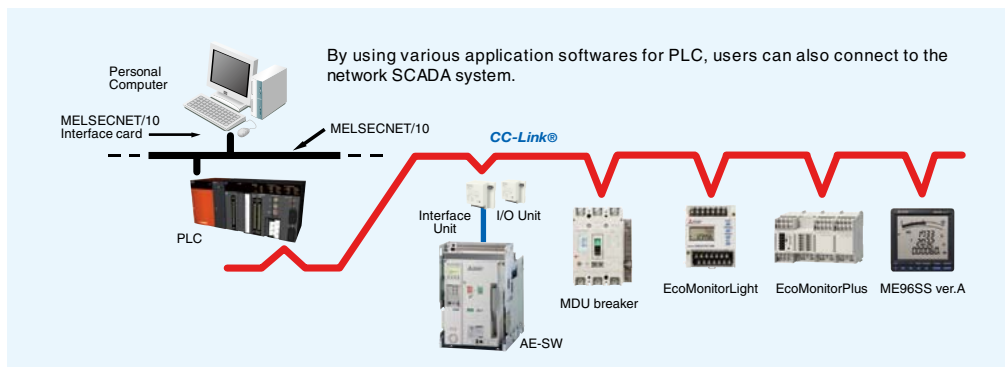 By using various application softwares for PLC, users can also connect to the
network SCADA system.
Personal
Computer
MELSECNET/10
Interface card
MELSECNET/10
CC-Link®
PLC
Interface
Unit
I/O Unit
AE-SW
MDU breaker
EcoMonitorLight
EcoMonitorPlus
ME96SS ver.A